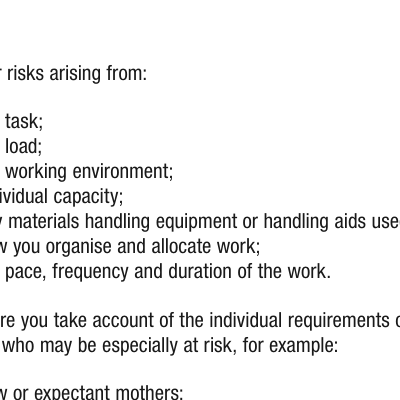 risks arising from:
task;
load;
working environment;
ividual capacity;
materials handling equipment or handling aids use
you organise and allocate work;
pace, frequency and duration of the work.
re you take account of the individual requirements
who may be especially at risk, for example:
or expectant mothers;